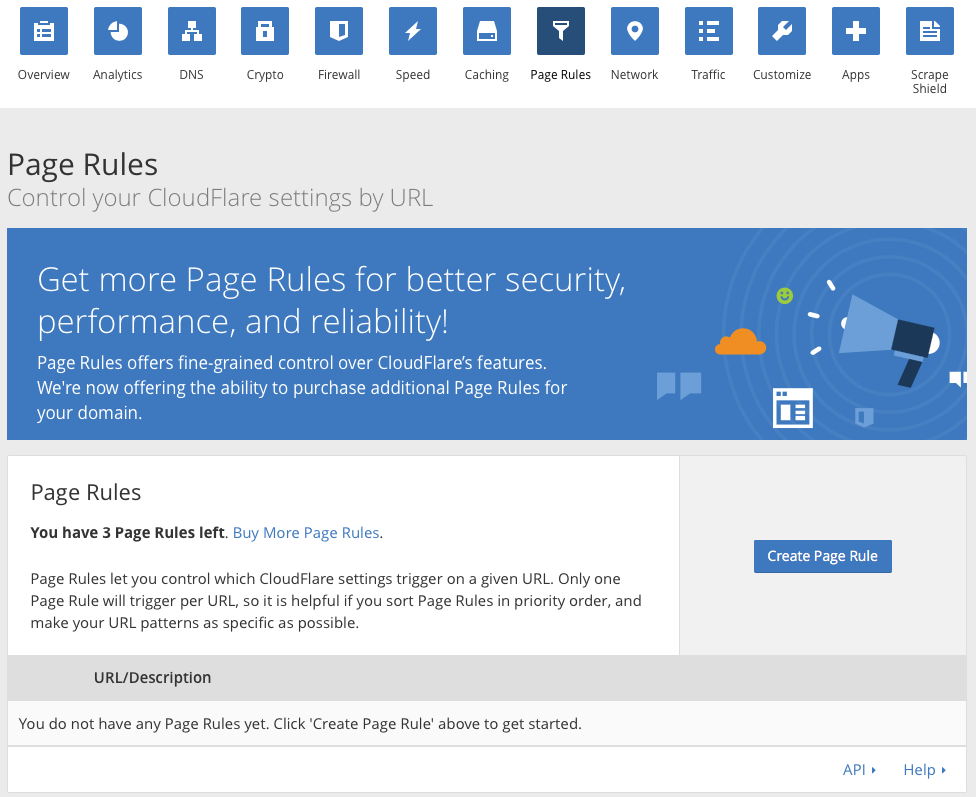 Overview Analytics DNS Crypto Firewall Speed Caching Page Rules Network Traffic Customize Apps Scrape Shield
Page Rules
Control your CloudFlare settings by URL
Get more Page Rules for better security,
performance, and reliability!
Page Rules offers fine-grained control over CloudFlare’s features.
We're now offering the ability to purchase additional Page Rules for
your domain.
Page Rules
You have 3 Page Rules left. Buy More Page Rules.
Page Rules let you control which CloudFlare settings trigger on a given URL. Only one
Page Rule will trigger per URL, so it is helpful if you sort Page Rules in priority order, and
make your URL patterns as specific as possible.
Create Page Rule
URL/Description
You do not have any Page Rules yet. Click 'Create Page Rule' above to get started.
API Help